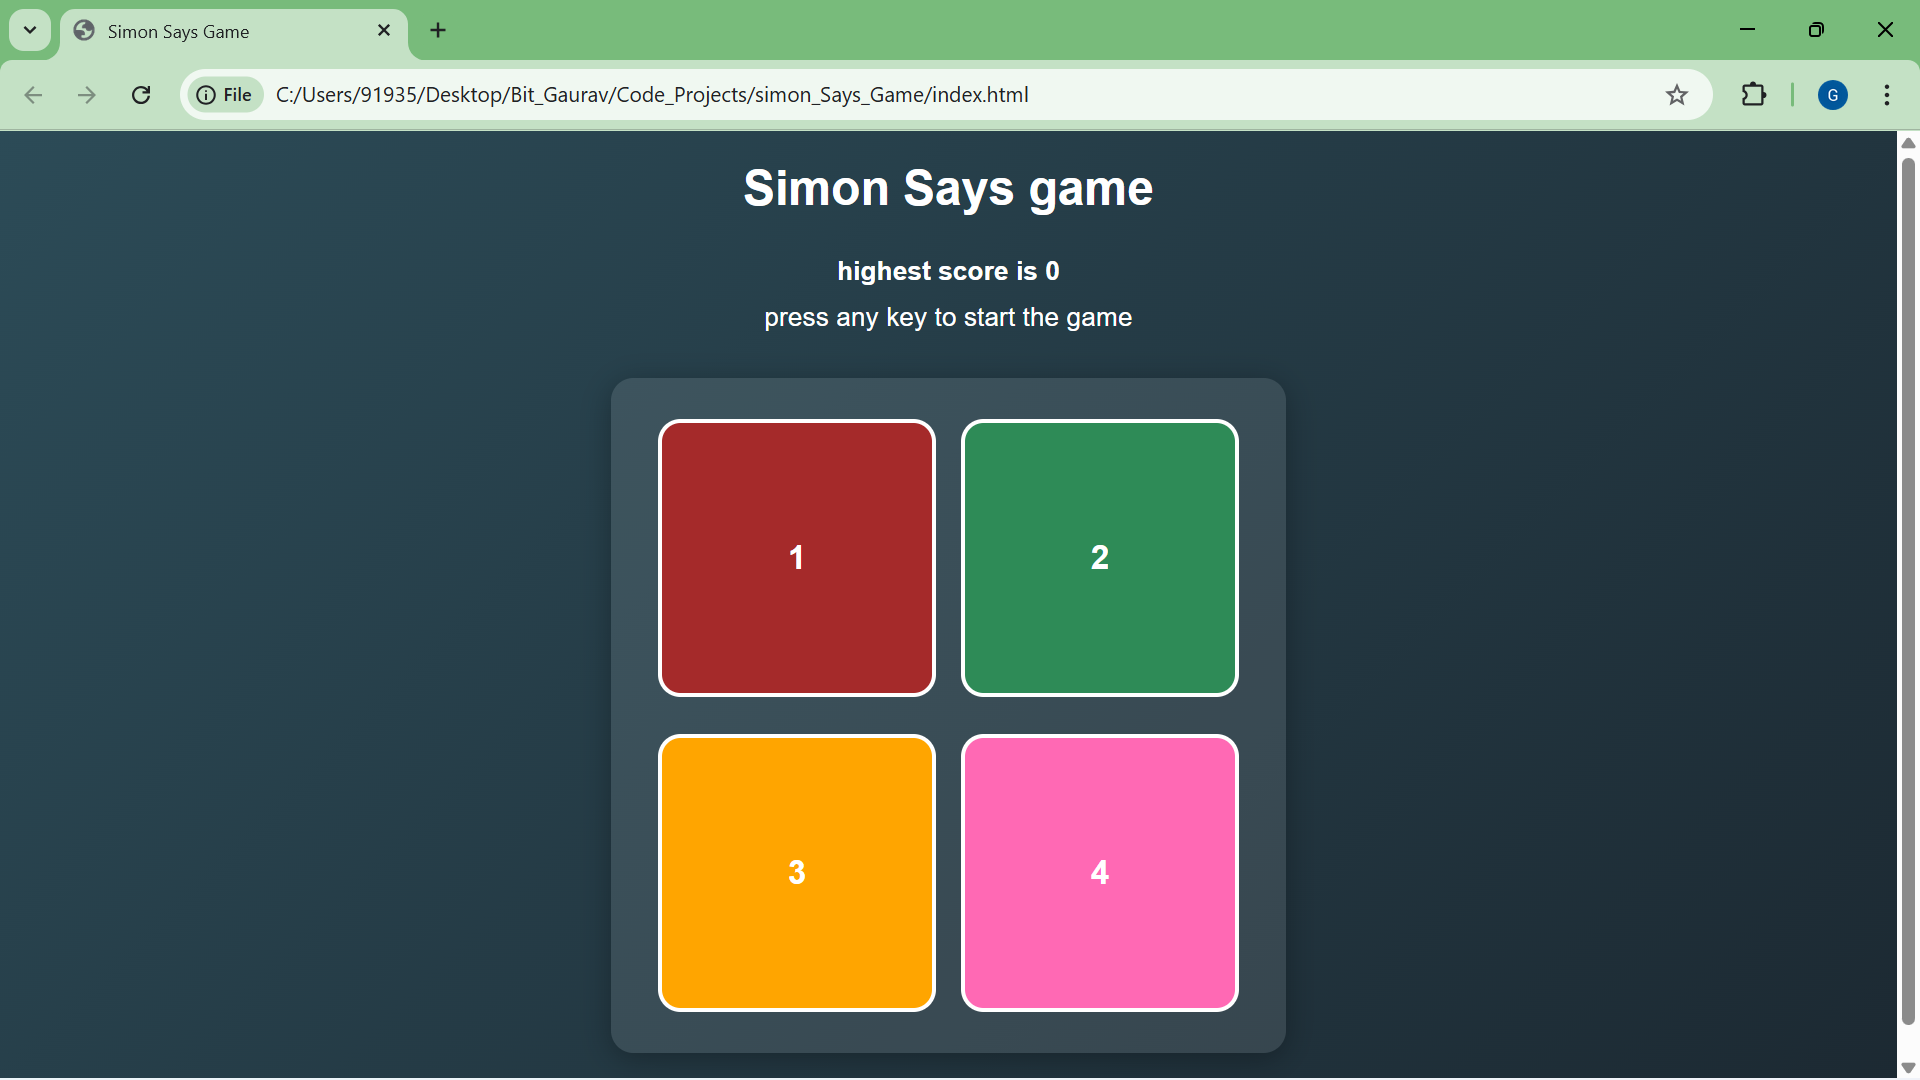 Simon Says Game
File C:/Users/91935/Desktop/Bit_Gaurav/Code_Projects/simon_Says_Game/index.html
G
Simon Says game
highest score is 0
press any key to start the game
1 2
3 4